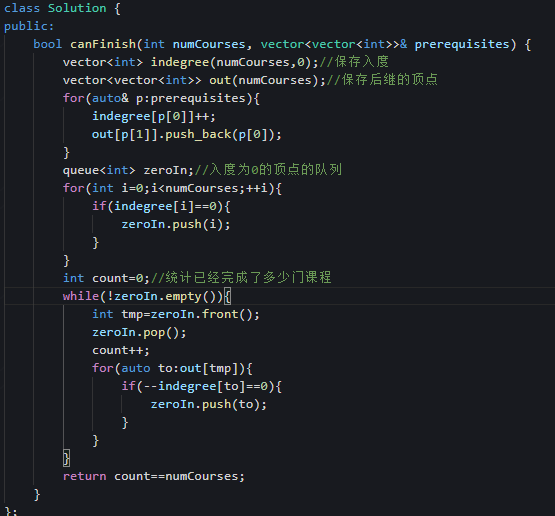 class Solution {
public:
    bool canFinish(int numCourses, vector<vector<int>>& prerequisites) {
        vector<int> indegree(numCourses,0);//保存入度
        vector<vector<int>> out(numCourses);//保存后继的顶点
        for(auto& p:prerequisites){
            indegree[p[0]]++;
            out[p[1]].push_back(p[0]);
        }
        queue<int> zeroIn;//入度为0的顶点的队列
        for(int i=0;i<numCourses;++i){
            if(indegree[i]==0){
                zeroIn.push(i);
            }
        }
        int count=0;//统计已经完成了多少门课程
        while(!zeroIn.empty()){
            int tmp=zeroIn.front();
            zeroIn.pop();
            count++;
            for(auto to:out[tmp]){
                if(--indegree[to]==0){
                    zeroIn.push(to);
                }
            }
        }
        return count==numCourses;
    }
};